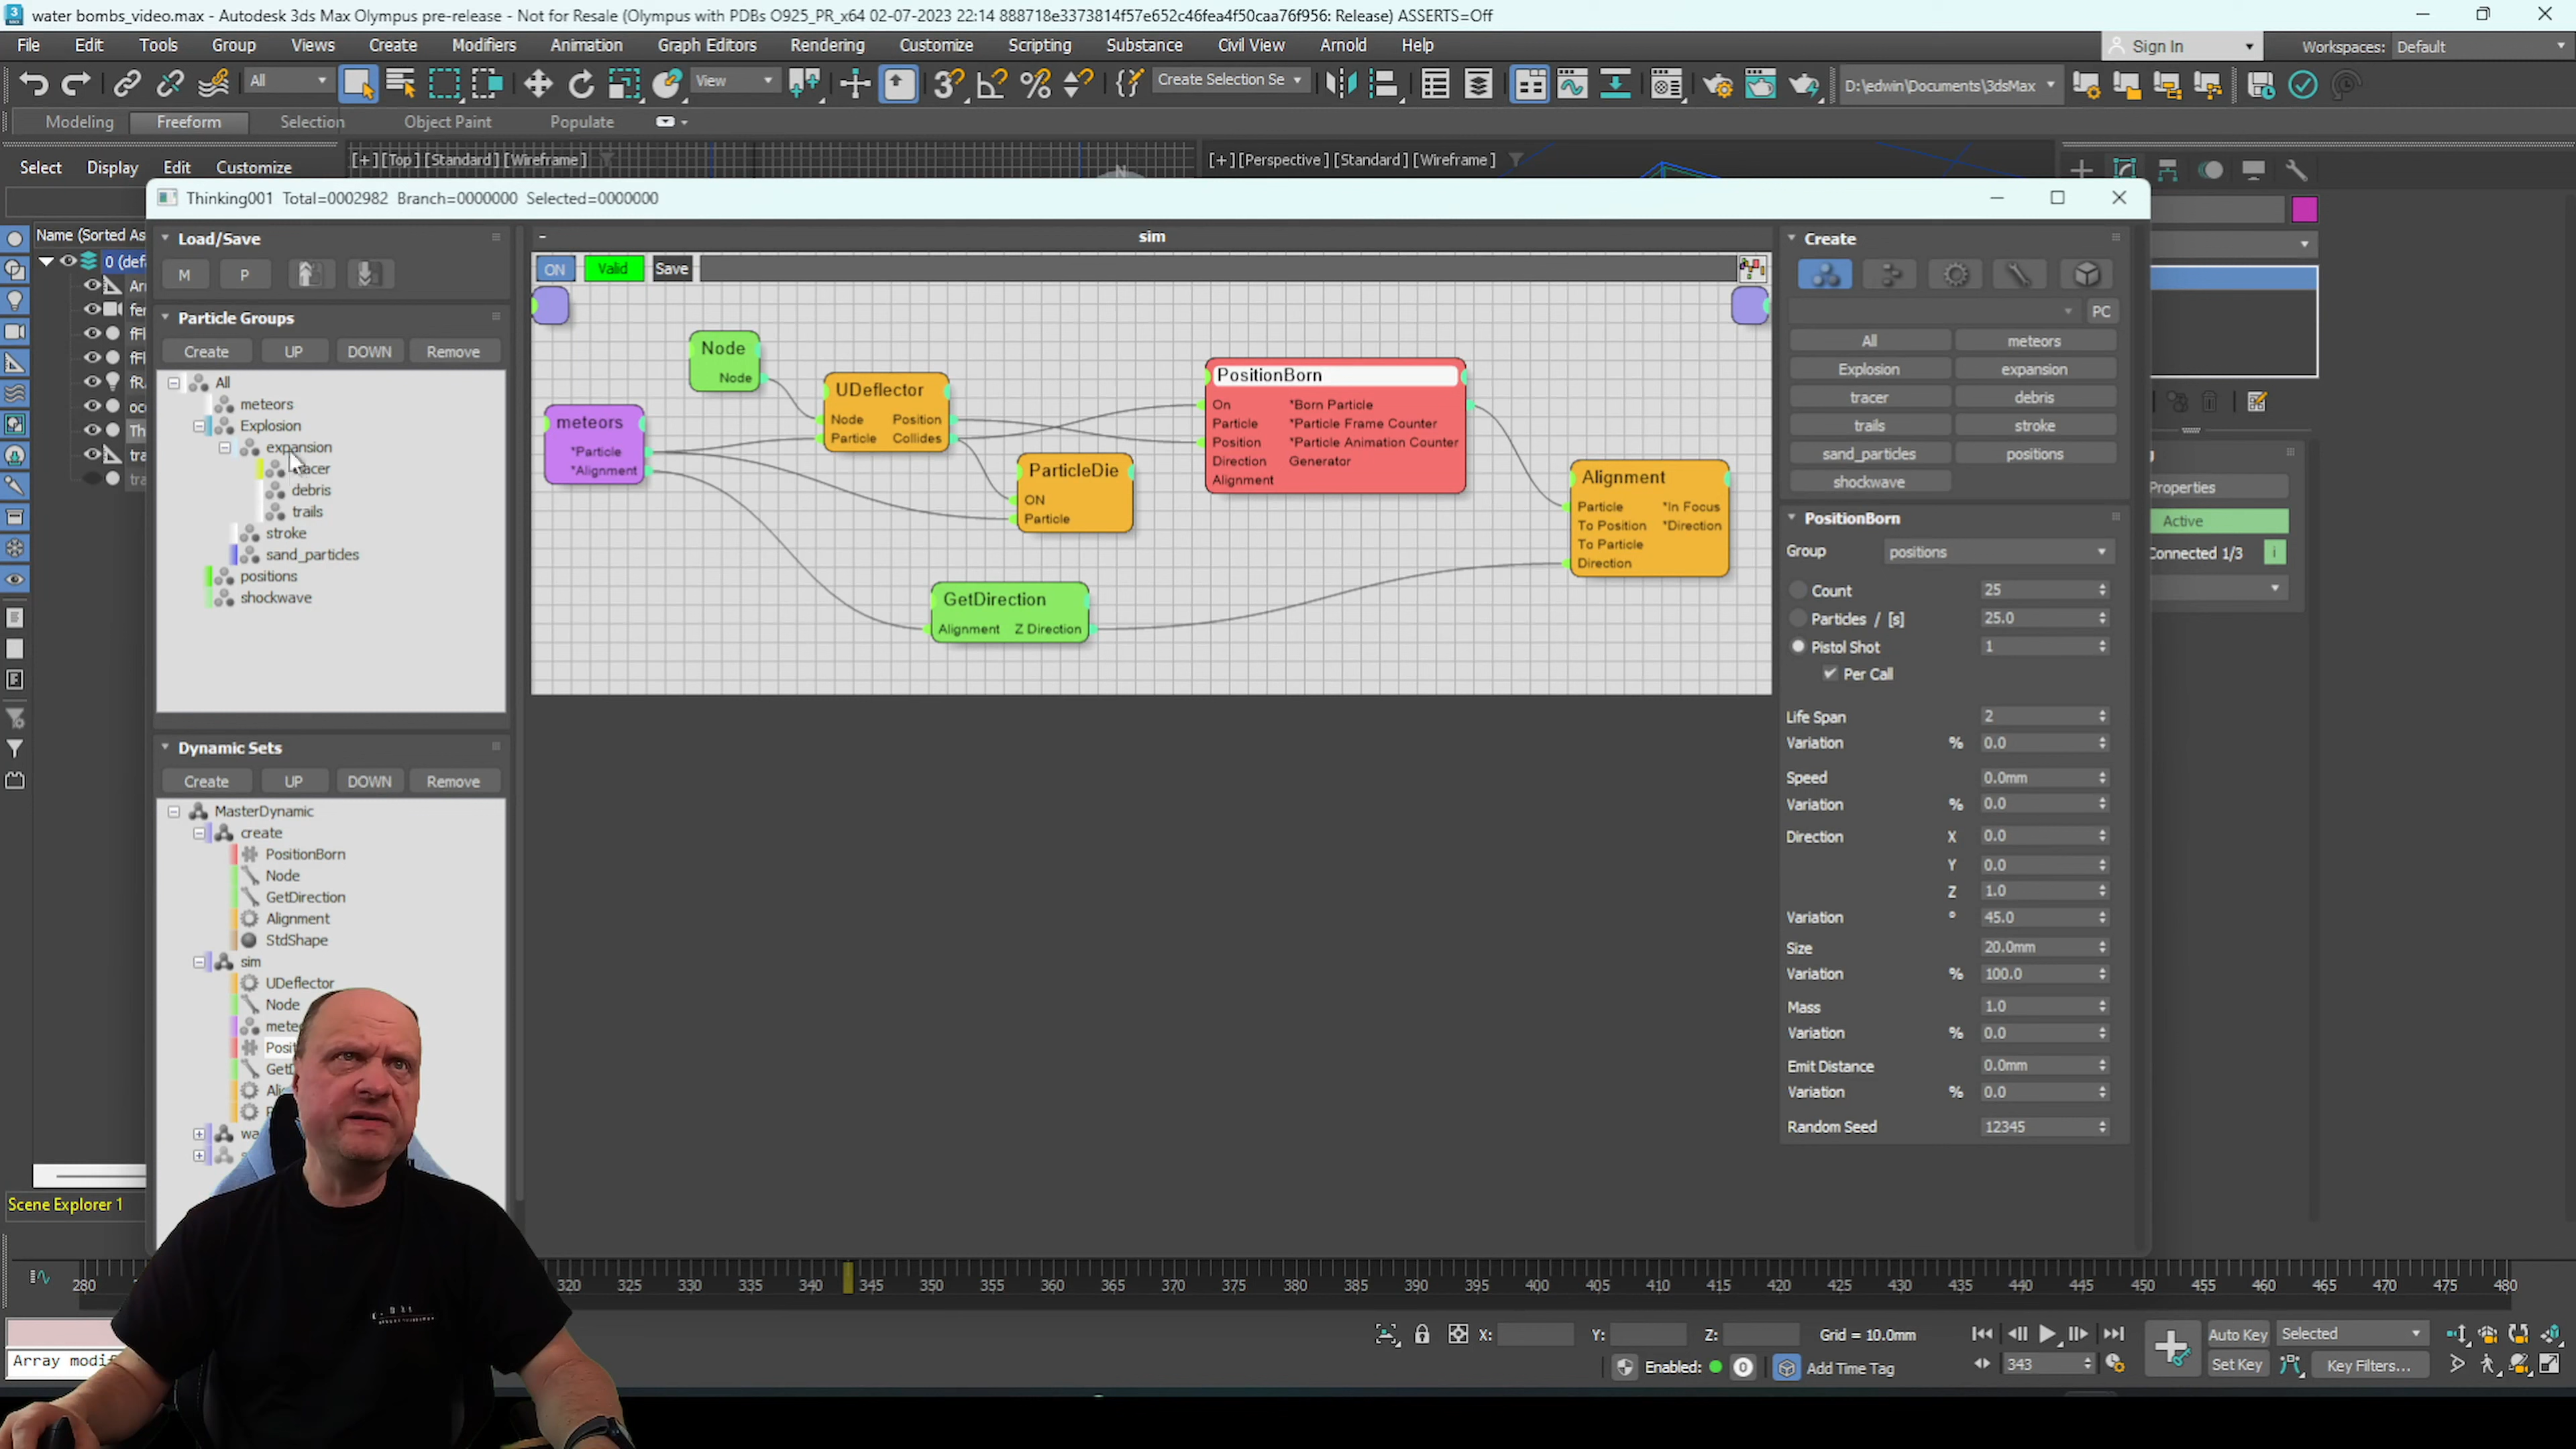 water bombs_video.max - Autodesk 3ds Max Olympus pre-release - Not for Resale (Olympus with PDBs O925_PR_x64 02-07-2023 22:14 888718e3373814f57e652c46fea4f50caa76f956: Release) ASSERTS=Off
File Edit Tools Group Views Create Modifiers Animation Graph Editors Rendering Customize Scripting Substance Civil View Arnold Help
Sign In Workspaces: Default
All View Create Selection Se D:\edwin\Documents\3dsMax
Modeling Freeform Selection Object Paint Populate
Select Display Edit Customize
[+][Top][Standard][Wireframe] [+][Perspective][Standard][Wireframe]
Thinking001 Total=0002982 Branch=0000000 Selected=0000000
Name (Sorted As
0 (def
Load/Save
M P
Particle Groups
Create UP DOWN Remove
All
meteors
Explosion
expansion
debris
trails
stroke
sand_particles
positions
shockwave
Dynamic Sets
Create UP DOWN Remove
MasterDynamic
create
PositionBorn
Node
GetDirection
Alignment
StdShape
sim
UDeflector
Node
mete
Posit
GetD
Ali
wa
sim
ON Valid Save
Node
Node
meteors
*Particle
*Alignment
UDeflector
Node Position
Particle Collides
ParticleDie
ON
Particle
GetDirection
Alignment Z Direction
PositionBorn
On *Born Particle
Particle *Particle Frame Counter
Position *Particle Animation Counter
Direction Generator
Alignment
Alignment
Particle *In Focus
To Position *Direction
To Particle
Direction
Create
PC
All meteors
Explosion expansion
tracer debris
trails stroke
sand_particles positions
shockwave
PositionBorn
Group positions
Count 25
Particles / [s] 25.0
Pistol Shot 1
Per Call
Life Span 2
Variation % 0.0
Speed 0.0mm
Variation % 0.0
Direction X 0.0
Y 0.0
Z 1.0
Variation ° 45.0
Size 20.0mm
Variation % 100.0
Mass 1.0
Variation % 0.0
Emit Distance 0.0mm
Variation % 0.0
Random Seed 12345
Properties
Active
Connected 1/3 i
Scene Explorer 1
280 320 325 330 335 340 345 350 355 360 365 370 375 380 385 390 395 400 405 410 415 420 425 430 435 440 445 450 455 460 465 470 475 480
X: Y: Z: Grid = 10.0mm
Auto Key Selected
Array modif
Enabled: 0 Add Time Tag
343
Set Key Key Filters...